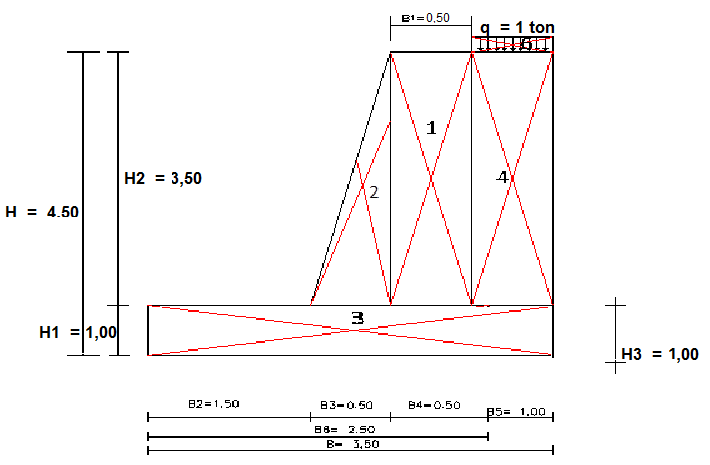 B1=0,50
q = 1 ton
6
1
H2 = 3,50
4
2
H = 4.50
3
H1 = 1,00
H3 = 1,00
B2=1,50
B3=0.50
B4=0.50
B5= 1,00
B6= 2.50
B= 3,50